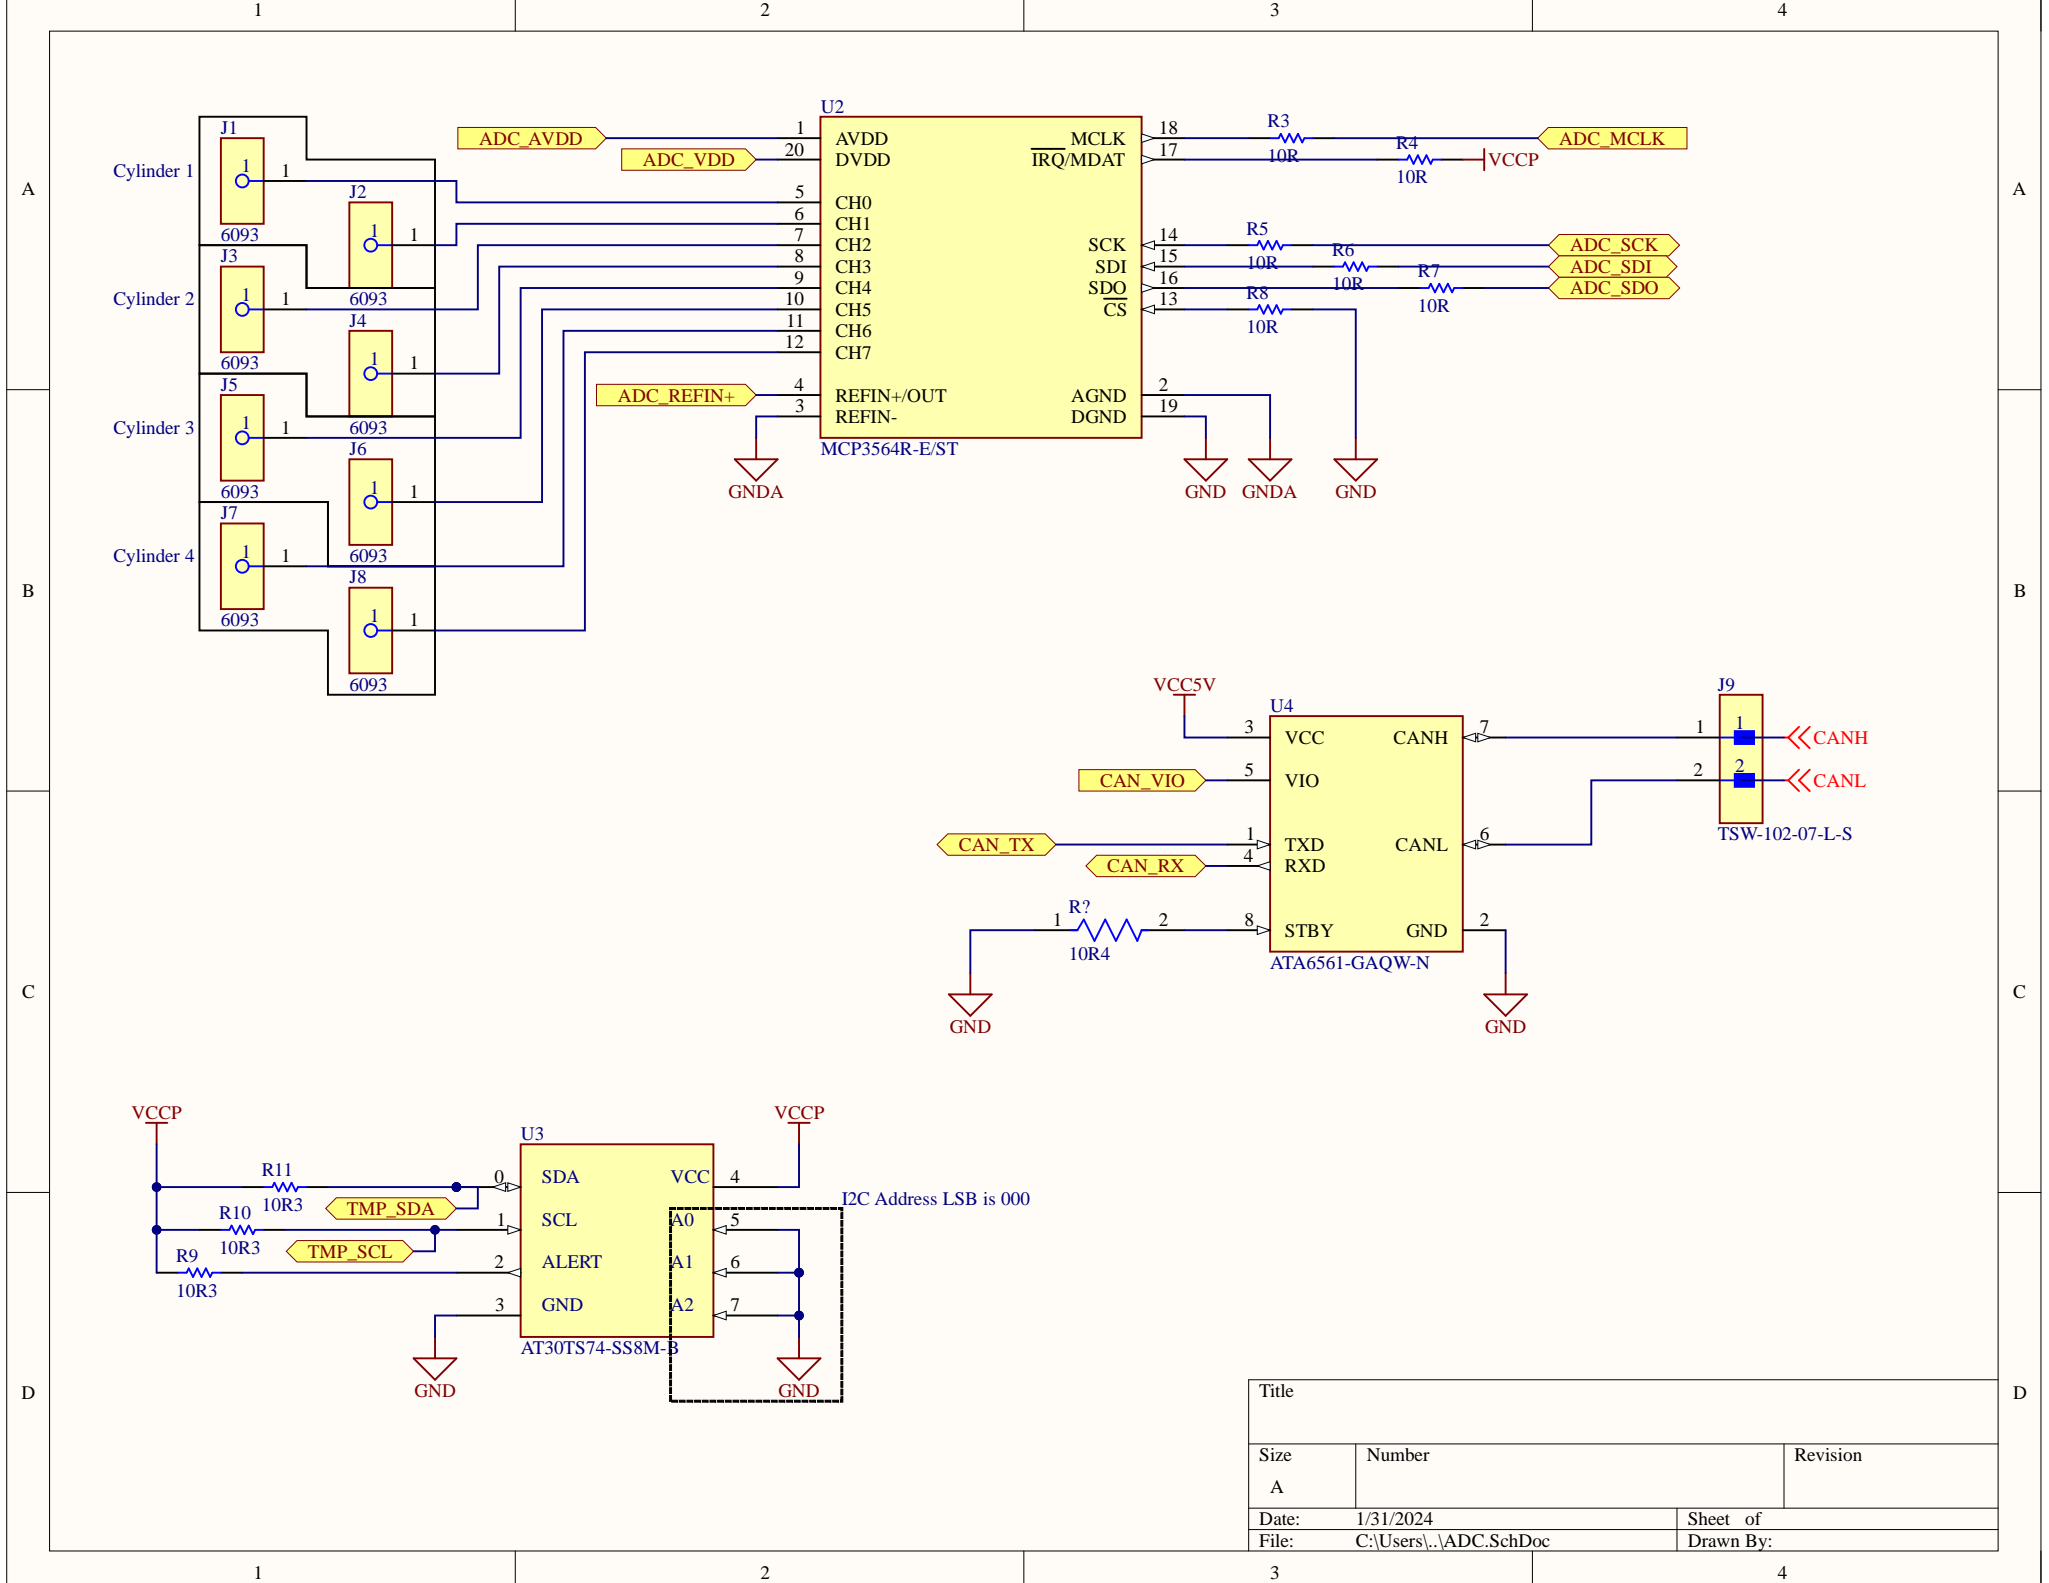 1 2 3 4
A A
B B
C C
D D
1 2 3 4
Cylinder 1
J1
1 1
6093
J2
1 1
6093
Cylinder 2
J3
1 1
6093
J4
1 1
6093
Cylinder 3
J5
1 1
6093
J6
1 1
6093
Cylinder 4
J7
1 1
6093
J8
1 1
6093
U2
ADC_AVDD 1 AVDD
ADC_VDD 20 DVDD
5 CH0
6 CH1
7 CH2
8 CH3
9 CH4
10 CH5
11 CH6
12 CH7
ADC_REFIN+ 4 REFIN+/OUT
3 REFIN-
GNDA
MCLK 18 R3 10R ADC_MCLK
IRQ/MDAT 17 R4 10R VCCP
SCK 14 R5 10R ADC_SCK
SDI 15 R6 10R ADC_SDI
SDO 16 R7 10R ADC_SDO
CS 13 R8 10R
AGND 2
DGND 19
MCP3564R-E/ST
GND GNDA GND
VCC5V
U4
3 VCC
CAN_VIO 5 VIO
CAN_TX 1 TXD
CAN_RX 4 RXD
R?
1 2 8 STBY
10R4
GND
CANH 7
CANL 6
GND 2
ATA6561-GAQW-N
GND
J9
1 1 CANH
2 2 CANL
TSW-102-07-L-S
VCCP VCCP
U3
R11 0 SDA
10R3 TMP_SDA
R10 1 SCL
10R3 TMP_SCL
R9 2 ALERT
10R3
3 GND
GND
VCC 4
I2C Address LSB is 000
A0 5
A1 6
A2 7
AT30TS74-SS8M-B
GND
Title
Size Number Revision
A
Date: 1/31/2024 Sheet of
File: C:\Users\..\ADC.SchDoc Drawn By: